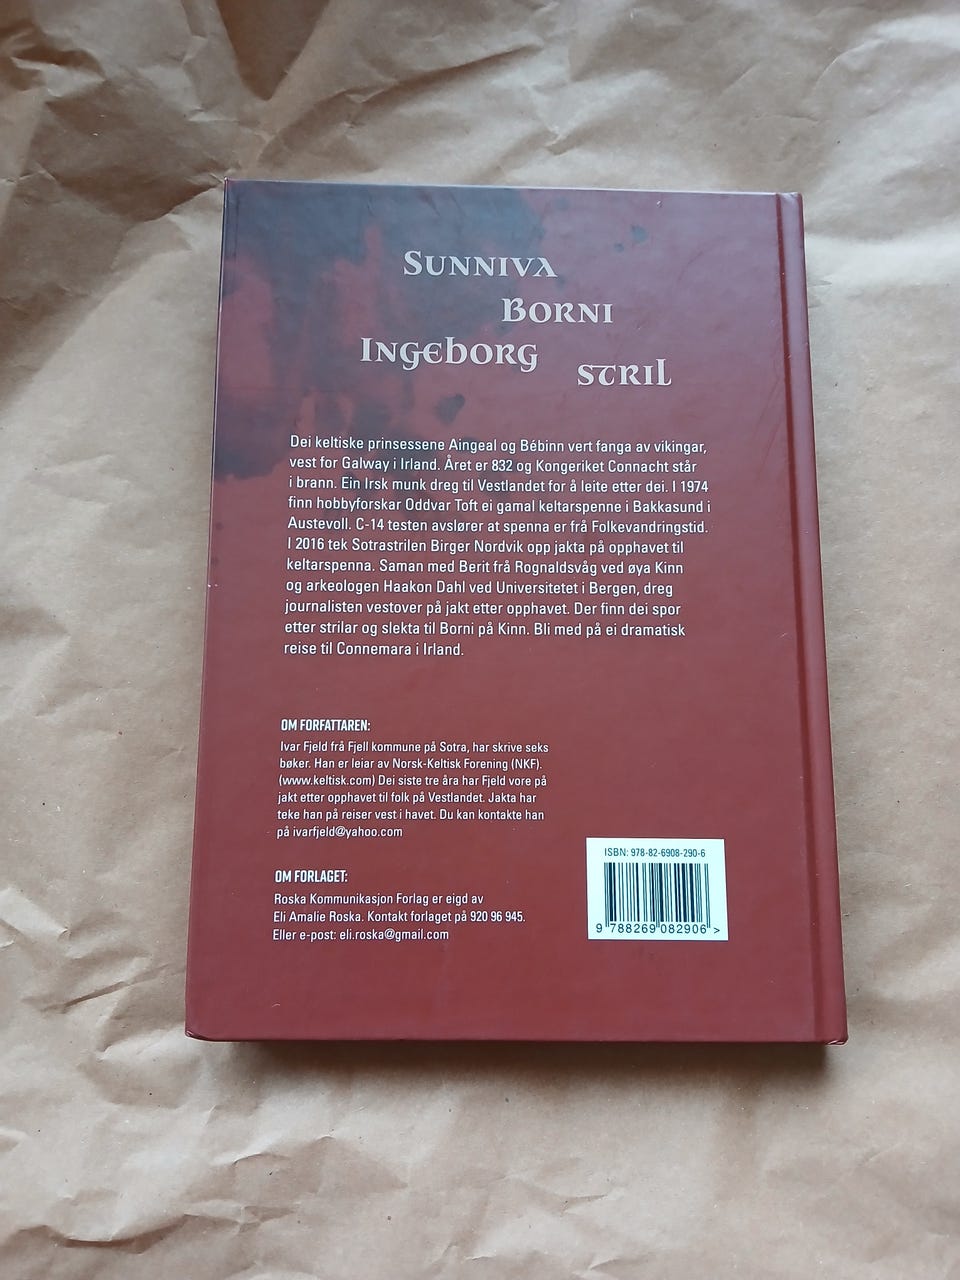 SUNNIVA
BORNI
INGEBORG
STRIL
Dei keltiske prinsessene Aingeal og Bébinn vert fanga av vikingar,
vest for Galway i Irland. Året er 832 og Kongeriket Connacht står
i brann. Ein Irsk munk dreg til Vestlandet for å leite etter dei. I 1974
finn hobbyforskar Oddvar Toft ei gamal keltarspenne i Bakkasund i
Austevoll. C-14 testen avslører at spenna er frå Folkevandringstid.
I 2016 tek Sotrastrilen Birger Nordvik opp jakta på opphavet til
keltarspenna. Saman med Berit frå Rognaldsvåg ved øya Kinn
og arkeologen Haakon Dahl ved Universitetet i Bergen, dreg
journalisten vestover på jakt etter opphavet. Der finn dei spor
etter strilar og slekta til Borni på Kinn. Bli med på ei dramatisk
reise til Connemara i Irland.
OM FORFATTAREN:
Ivar Fjeld frå Fjell kommune på Sotra, har skrive seks
bøker. Han er leiar av Norsk-Keltisk Forening (NKF).
(www.keltisk.com) Dei siste tre åra har Fjeld vore på
jakt etter opphavet til folk på Vestlandet. Jakta har
teke han på reiser vest i havet. Du kan kontakte han
på ivarfjeld@yahoo.com
OM FORLAGET:
Roska Kommunikasjon Forlag er eigd av
Eli Amalie Roska. Kontakt forlaget på 920 96 945.
Eller e-post: eli.roska@gmail.com
ISBN: 978-82-6908-290-6
9 788269 082906 >